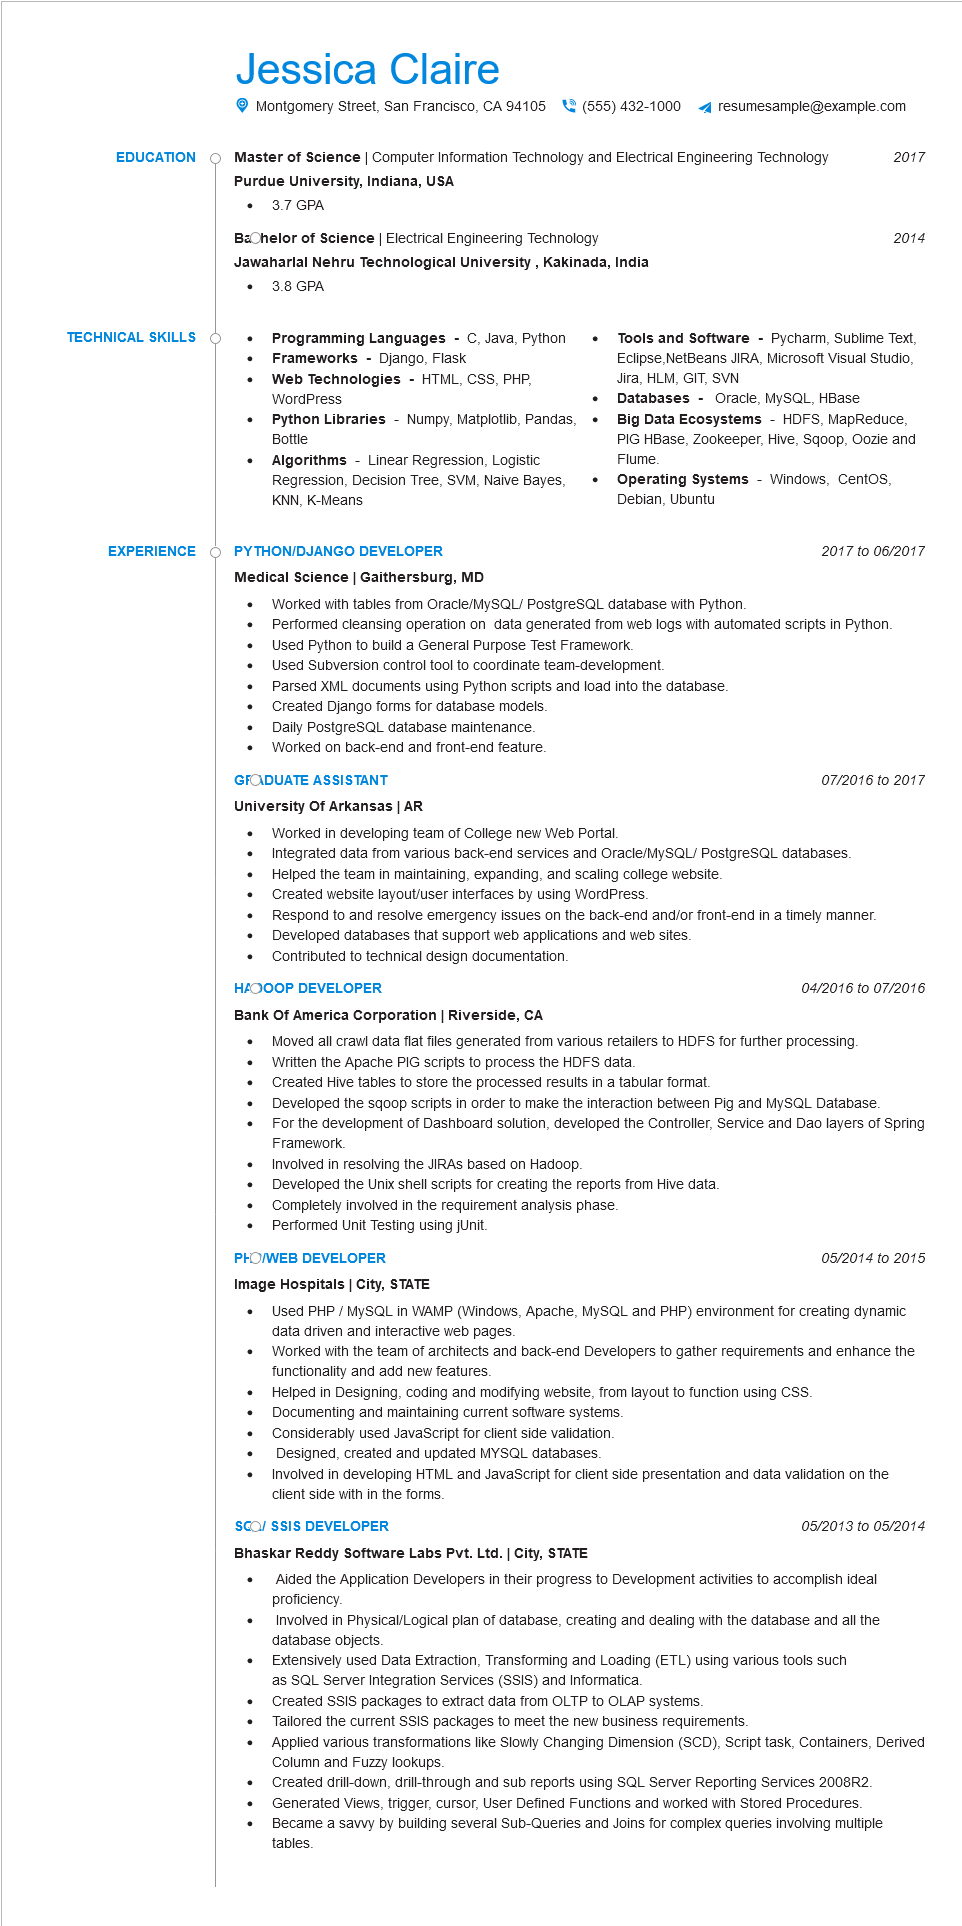 Jessica Claire
Montgomery Street, San Francisco, CA 94105 (555) 432-1000 resumesample@example.com
EDUCATION
Master of Science | Computer Information Technology and Electrical Engineering Technology 2017
Purdue University, Indiana, USA
• 3.7 GPA
Bachelor of Science | Electrical Engineering Technology 2014
Jawaharlal Nehru Technological University , Kakinada, India
• 3.8 GPA
TECHNICAL SKILLS
• Programming Languages - C, Java, Python
• Frameworks - Django, Flask
• Web Technologies - HTML, CSS, PHP,
WordPress
• Python Libraries - Numpy, Matplotlib, Pandas,
Bottle
• Algorithms - Linear Regression, Logistic
Regression, Decision Tree, SVM, Naive Bayes,
KNN, K-Means
• Tools and Software - Pycharm, Sublime Text,
Eclipse,NetBeans JIRA, Microsoft Visual Studio,
Jira, HLM, GIT, SVN
• Databases - Oracle, MySQL, HBase
• Big Data Ecosystems - HDFS, MapReduce,
PIG HBase, Zookeeper, Hive, Sqoop, Oozie and
Flume.
• Operating Systems - Windows, CentOS,
Debian, Ubuntu
EXPERIENCE
PYTHON/DJANGO DEVELOPER 2017 to 06/2017
Medical Science | Gaithersburg, MD
• Worked with tables from Oracle/MySQL/ PostgreSQL database with Python.
• Performed cleansing operation on data generated from web logs with automated scripts in Python.
• Used Python to build a General Purpose Test Framework.
• Used Subversion control tool to coordinate team-development.
• Parsed XML documents using Python scripts and load into the database.
• Created Django forms for database models.
• Daily PostgreSQL database maintenance.
• Worked on back-end and front-end feature.
GRADUATE ASSISTANT 07/2016 to 2017
University Of Arkansas | AR
• Worked in developing team of College new Web Portal.
• Integrated data from various back-end services and Oracle/MySQL/ PostgreSQL databases.
• Helped the team in maintaining, expanding, and scaling college website.
• Created website layout/user interfaces by using WordPress.
• Respond to and resolve emergency issues on the back-end and/or front-end in a timely manner.
• Developed databases that support web applications and web sites.
• Contributed to technical design documentation.
HADOOP DEVELOPER 04/2016 to 07/2016
Bank Of America Corporation | Riverside, CA
• Moved all crawl data flat files generated from various retailers to HDFS for further processing.
• Written the Apache PIG scripts to process the HDFS data.
• Created Hive tables to store the processed results in a tabular format.
• Developed the sqoop scripts in order to make the interaction between Pig and MySQL Database.
• For the development of Dashboard solution, developed the Controller, Service and Dao layers of Spring
Framework.
• Involved in resolving the JIRAs based on Hadoop.
• Developed the Unix shell scripts for creating the reports from Hive data.
• Completely involved in the requirement analysis phase.
• Performed Unit Testing using jUnit.
PHP/WEB DEVELOPER 05/2014 to 2015
Image Hospitals | City, STATE
• Used PHP / MySQL in WAMP (Windows, Apache, MySQL and PHP) environment for creating dynamic
data driven and interactive web pages.
• Worked with the team of architects and back-end Developers to gather requirements and enhance the
functionality and add new features.
• Helped in Designing, coding and modifying website, from layout to function using CSS.
• Documenting and maintaining current software systems.
• Considerably used JavaScript for client side validation.
• Designed, created and updated MYSQL databases.
• Involved in developing HTML and JavaScript for client side presentation and data validation on the
client side with in the forms.
SQL/ SSIS DEVELOPER 05/2013 to 05/2014
Bhaskar Reddy Software Labs Pvt. Ltd. | City, STATE
• Aided the Application Developers in their progress to Development activities to accomplish ideal
proficiency.
• Involved in Physical/Logical plan of database, creating and dealing with the database and all the
database objects.
• Extensively used Data Extraction, Transforming and Loading (ETL) using various tools such
as SQL Server Integration Services (SSIS) and Informatica.
• Created SSIS packages to extract data from OLTP to OLAP systems.
• Tailored the current SSIS packages to meet the new business requirements.
• Applied various transformations like Slowly Changing Dimension (SCD), Script task, Containers, Derived
Column and Fuzzy lookups.
• Created drill-down, drill-through and sub reports using SQL Server Reporting Services 2008R2.
• Generated Views, trigger, cursor, User Defined Functions and worked with Stored Procedures.
• Became a savvy by building several Sub-Queries and Joins for complex queries involving multiple
tables.